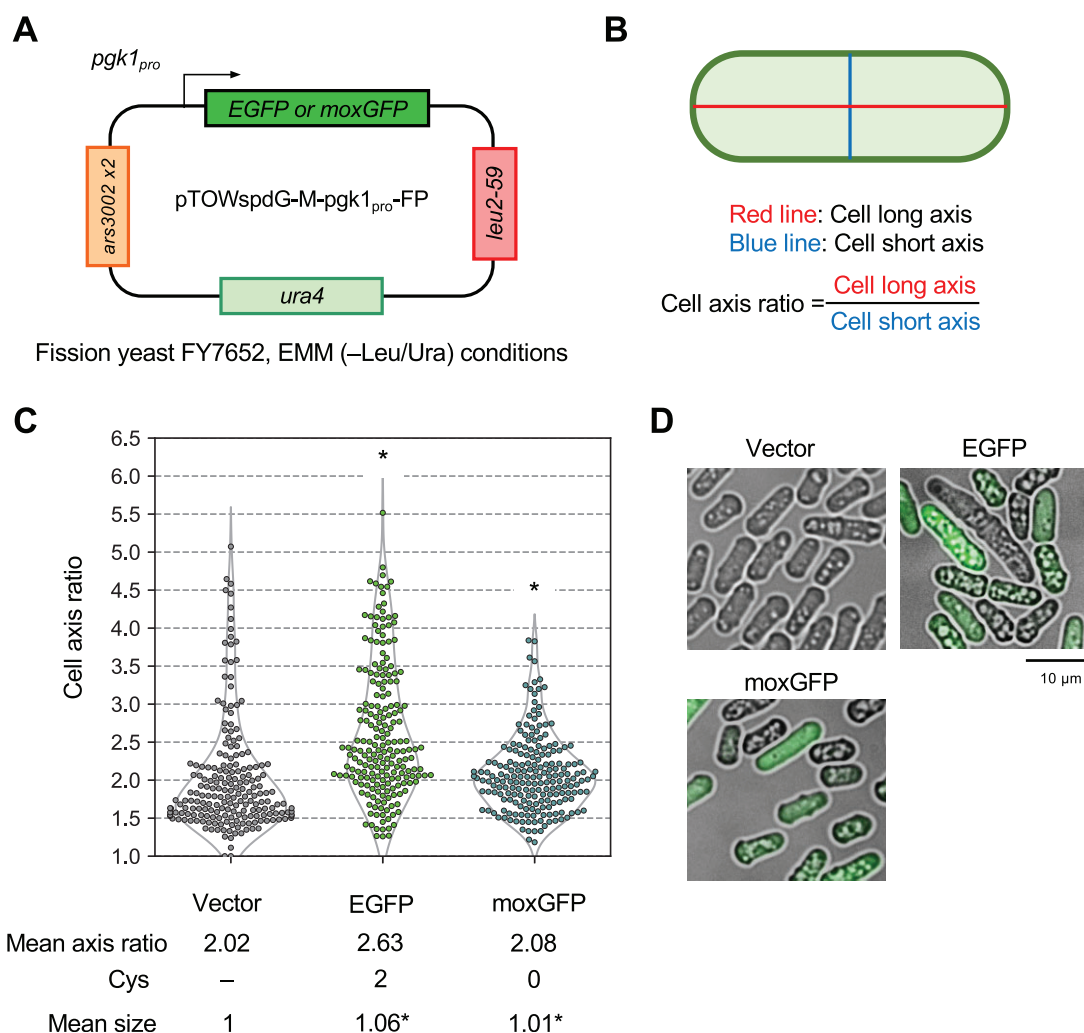 A
pgk1pro
EGFP or moxGFP
ars3002 x2
pTOWspdG-M-pgk1pro-FP
leu2-59
ura4
Fission yeast FY7652, EMM (–Leu/Ura) conditions
B
Red line: Cell long axis
Blue line: Cell short axis
Cell axis ratio =
Cell long axis
Cell short axis
C
Cell axis ratio
6.5
6.0
5.5
5.0
4.5
4.0
3.5
3.0
2.5
2.0
1.5
1.0
*
*
Vector EGFP moxGFP
Mean axis ratio 2.02 2.63 2.08
Cys – 2 0
Mean size 1 1.06* 1.01*
D
Vector
EGFP
moxGFP
10 µm